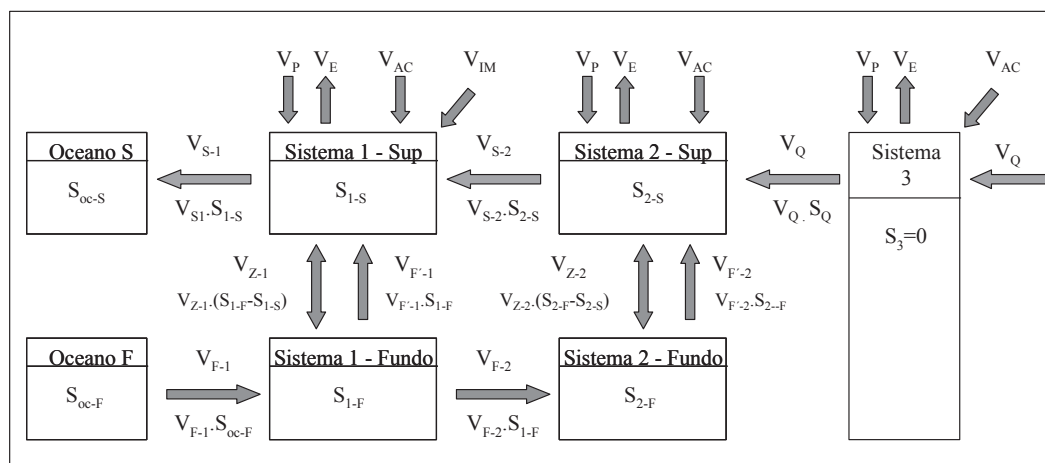 V_P V_E V_AC V_IM V_P V_E V_AC V_P V_E V_AC
Oceano S V_S-1 Sistema 1 - Sup V_S-2 Sistema 2 - Sup V_Q Sistema 3 V_Q
S_oc-S S_1-S S_2-S
V_S1.S_1-S V_S-2.S_2-S V_Q.S_Q
S_3=0
V_Z-1 V_F'-1 V_Z-2 V_F'-2
V_Z-1.(S_1-F-S_1-S) V_F'-1.S_1-F V_Z-2.(S_2-F-S_2-S) V_F'-2.S_2--F
Oceano F V_F-1 Sistema 1 - Fundo V_F-2 Sistema 2 - Fundo
S_oc-F S_1-F S_2-F
V_F-1.S_oc-F V_F-2.S_1-F